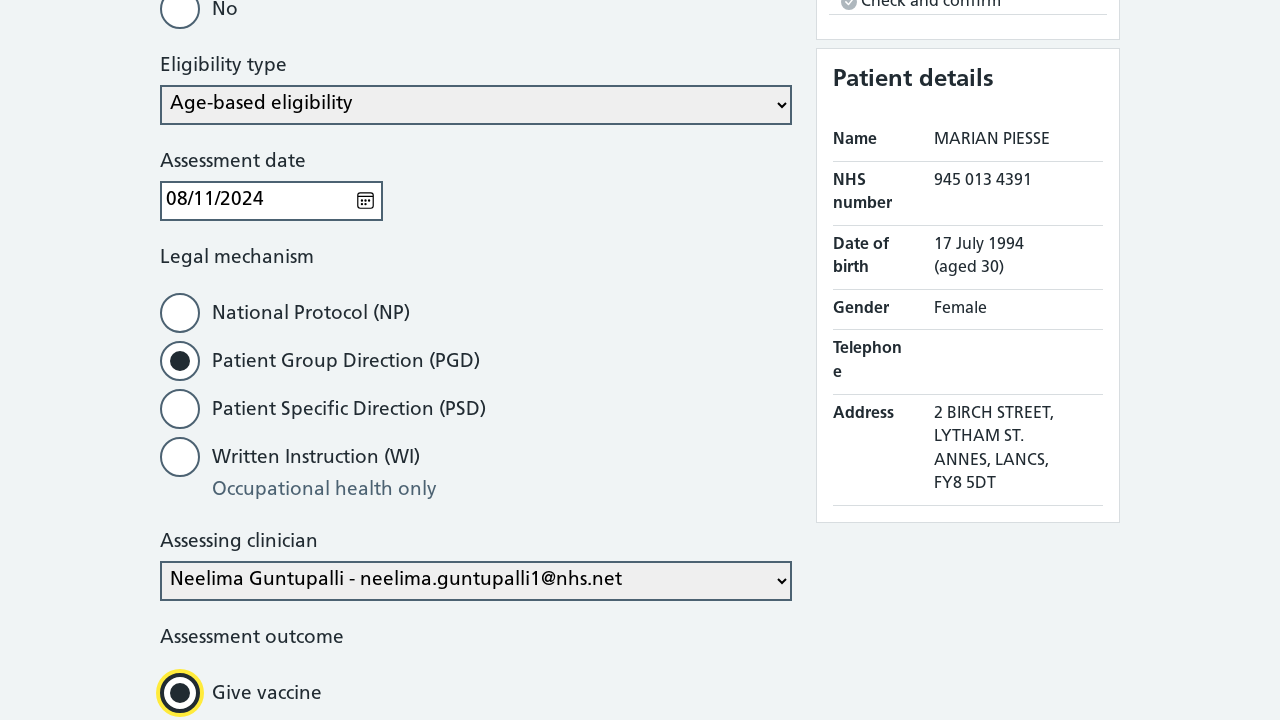 No
Eligibility type
Age-based eligibility
Assessment date
08/11/2024
Legal mechanism
National Protocol (NP)
Patient Group Direction (PGD)
Patient Specific Direction (PSD)
Written Instruction (WI)
Occupational health only
Assessing clinician
Neelima Guntupalli - neelima.guntupalli1@nhs.net
Assessment outcome
Give vaccine
Check and confirm
Patient details
Name MARIAN PIESSE
NHS number 945 013 4391
Date of birth 17 July 1994 (aged 30)
Gender Female
Telephone
Address 2 BIRCH STREET,
LYTHAM ST.
ANNES, LANCS,
FY8 5DT